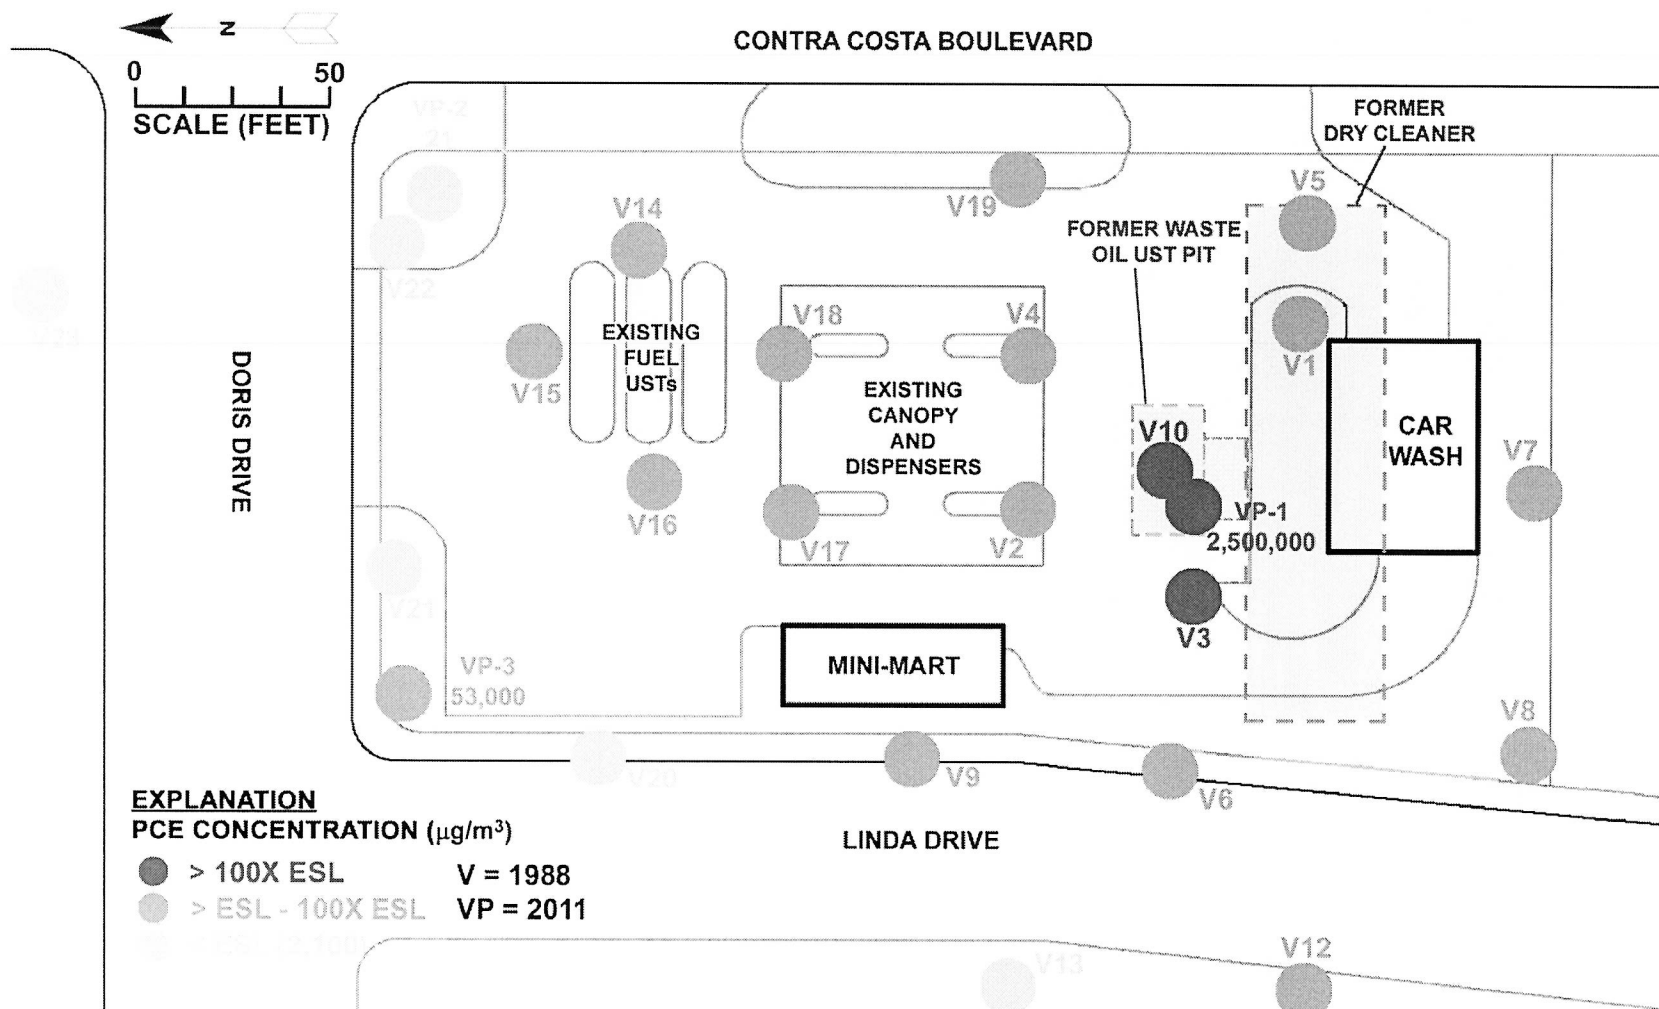 N
0 50
SCALE (FEET)
CONTRA COSTA BOULEVARD
VP-2
21
FORMER
DRY CLEANER
V5
V14
V19
FORMER WASTE
OIL UST PIT
V22
V18
V4
EXISTING
FUEL
USTs
V1
V15
DORIS DRIVE
EXISTING
CANOPY
AND
DISPENSERS
V10
CAR
WASH
V7
V16
V17
V2
VP-1
2,500,000
V21
V3
VP-3
53,000
MINI-MART
V8
V20
V9
V6
EXPLANATION
PCE CONCENTRATION (µg/m³)
LINDA DRIVE
> 100X ESL V = 1988
> ESL - 100X ESL VP = 2011
V13
V12